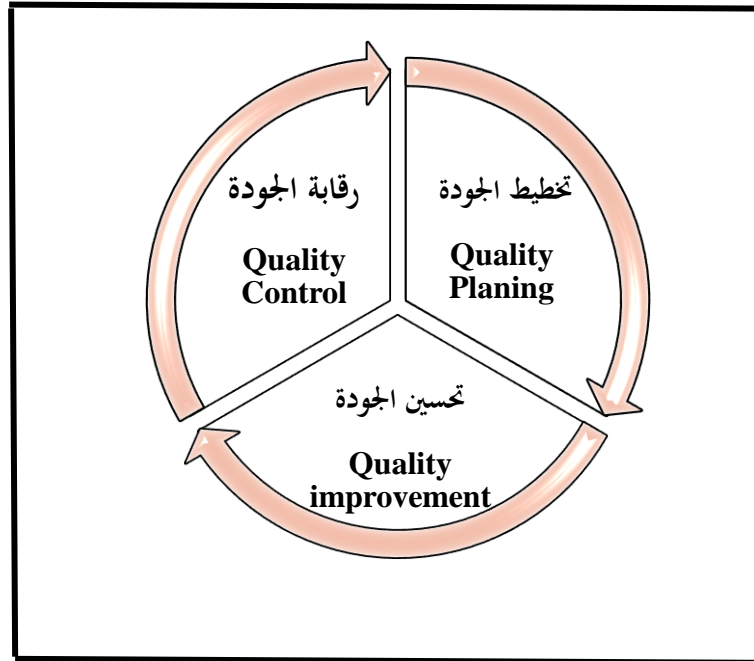 رقابة الجودة
Quality
Control
تخطيط الجودة
Quality
Planing
تحسين الجودة
Quality
improvement